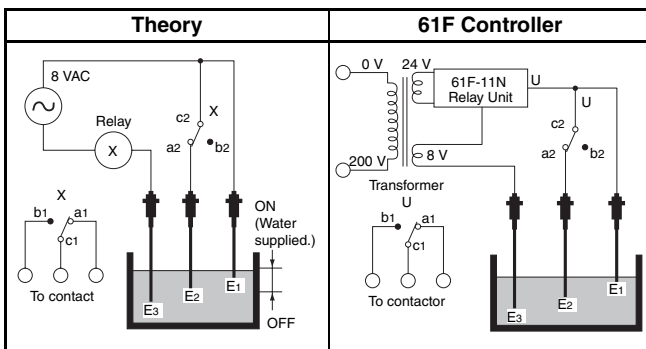 Theory
8 VAC
X
c2
Relay
X
a2
b2
X
b1
a1
c1
ON
(Water
supplied.)
To contact
E3
E2
E1
OFF
61F Controller
0 V
24 V
61F-11N
Relay Unit
U
U
c2
a2
b2
200 V
8 V
Transformer
U
b1
a1
c1
To contactor
E3
E2
E1